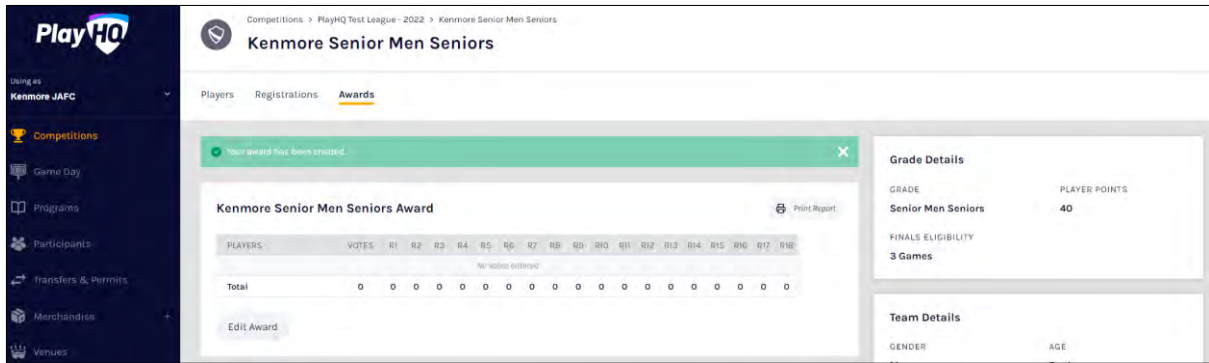 PlayHQ
Using as
Kenmore JAFC
Competitions
Game Day
Programs
Participants
Transfers & Permits
Merchandise +
Venues
Competitions > PlayHQ Test League - 2022 > Kenmore Senior Men Seniors
Kenmore Senior Men Seniors
Players Registrations Awards
Your award has been created.
Kenmore Senior Men Seniors Award
Print Report
PLAYERS VOTES R1 R2 R3 R4 R5 R6 R7 R8 R9 R10 R11 R12 R13 R14 R15 R16 R17 R18
No votes entered
Total 0 0 0 0 0 0 0 0 0 0 0 0 0 0 0 0 0 0 0
Edit Award
Grade Details
GRADE PLAYER POINTS
Senior Men Seniors 40
FINALS ELIGIBILITY
3 Games
Team Details
GENDER AGE